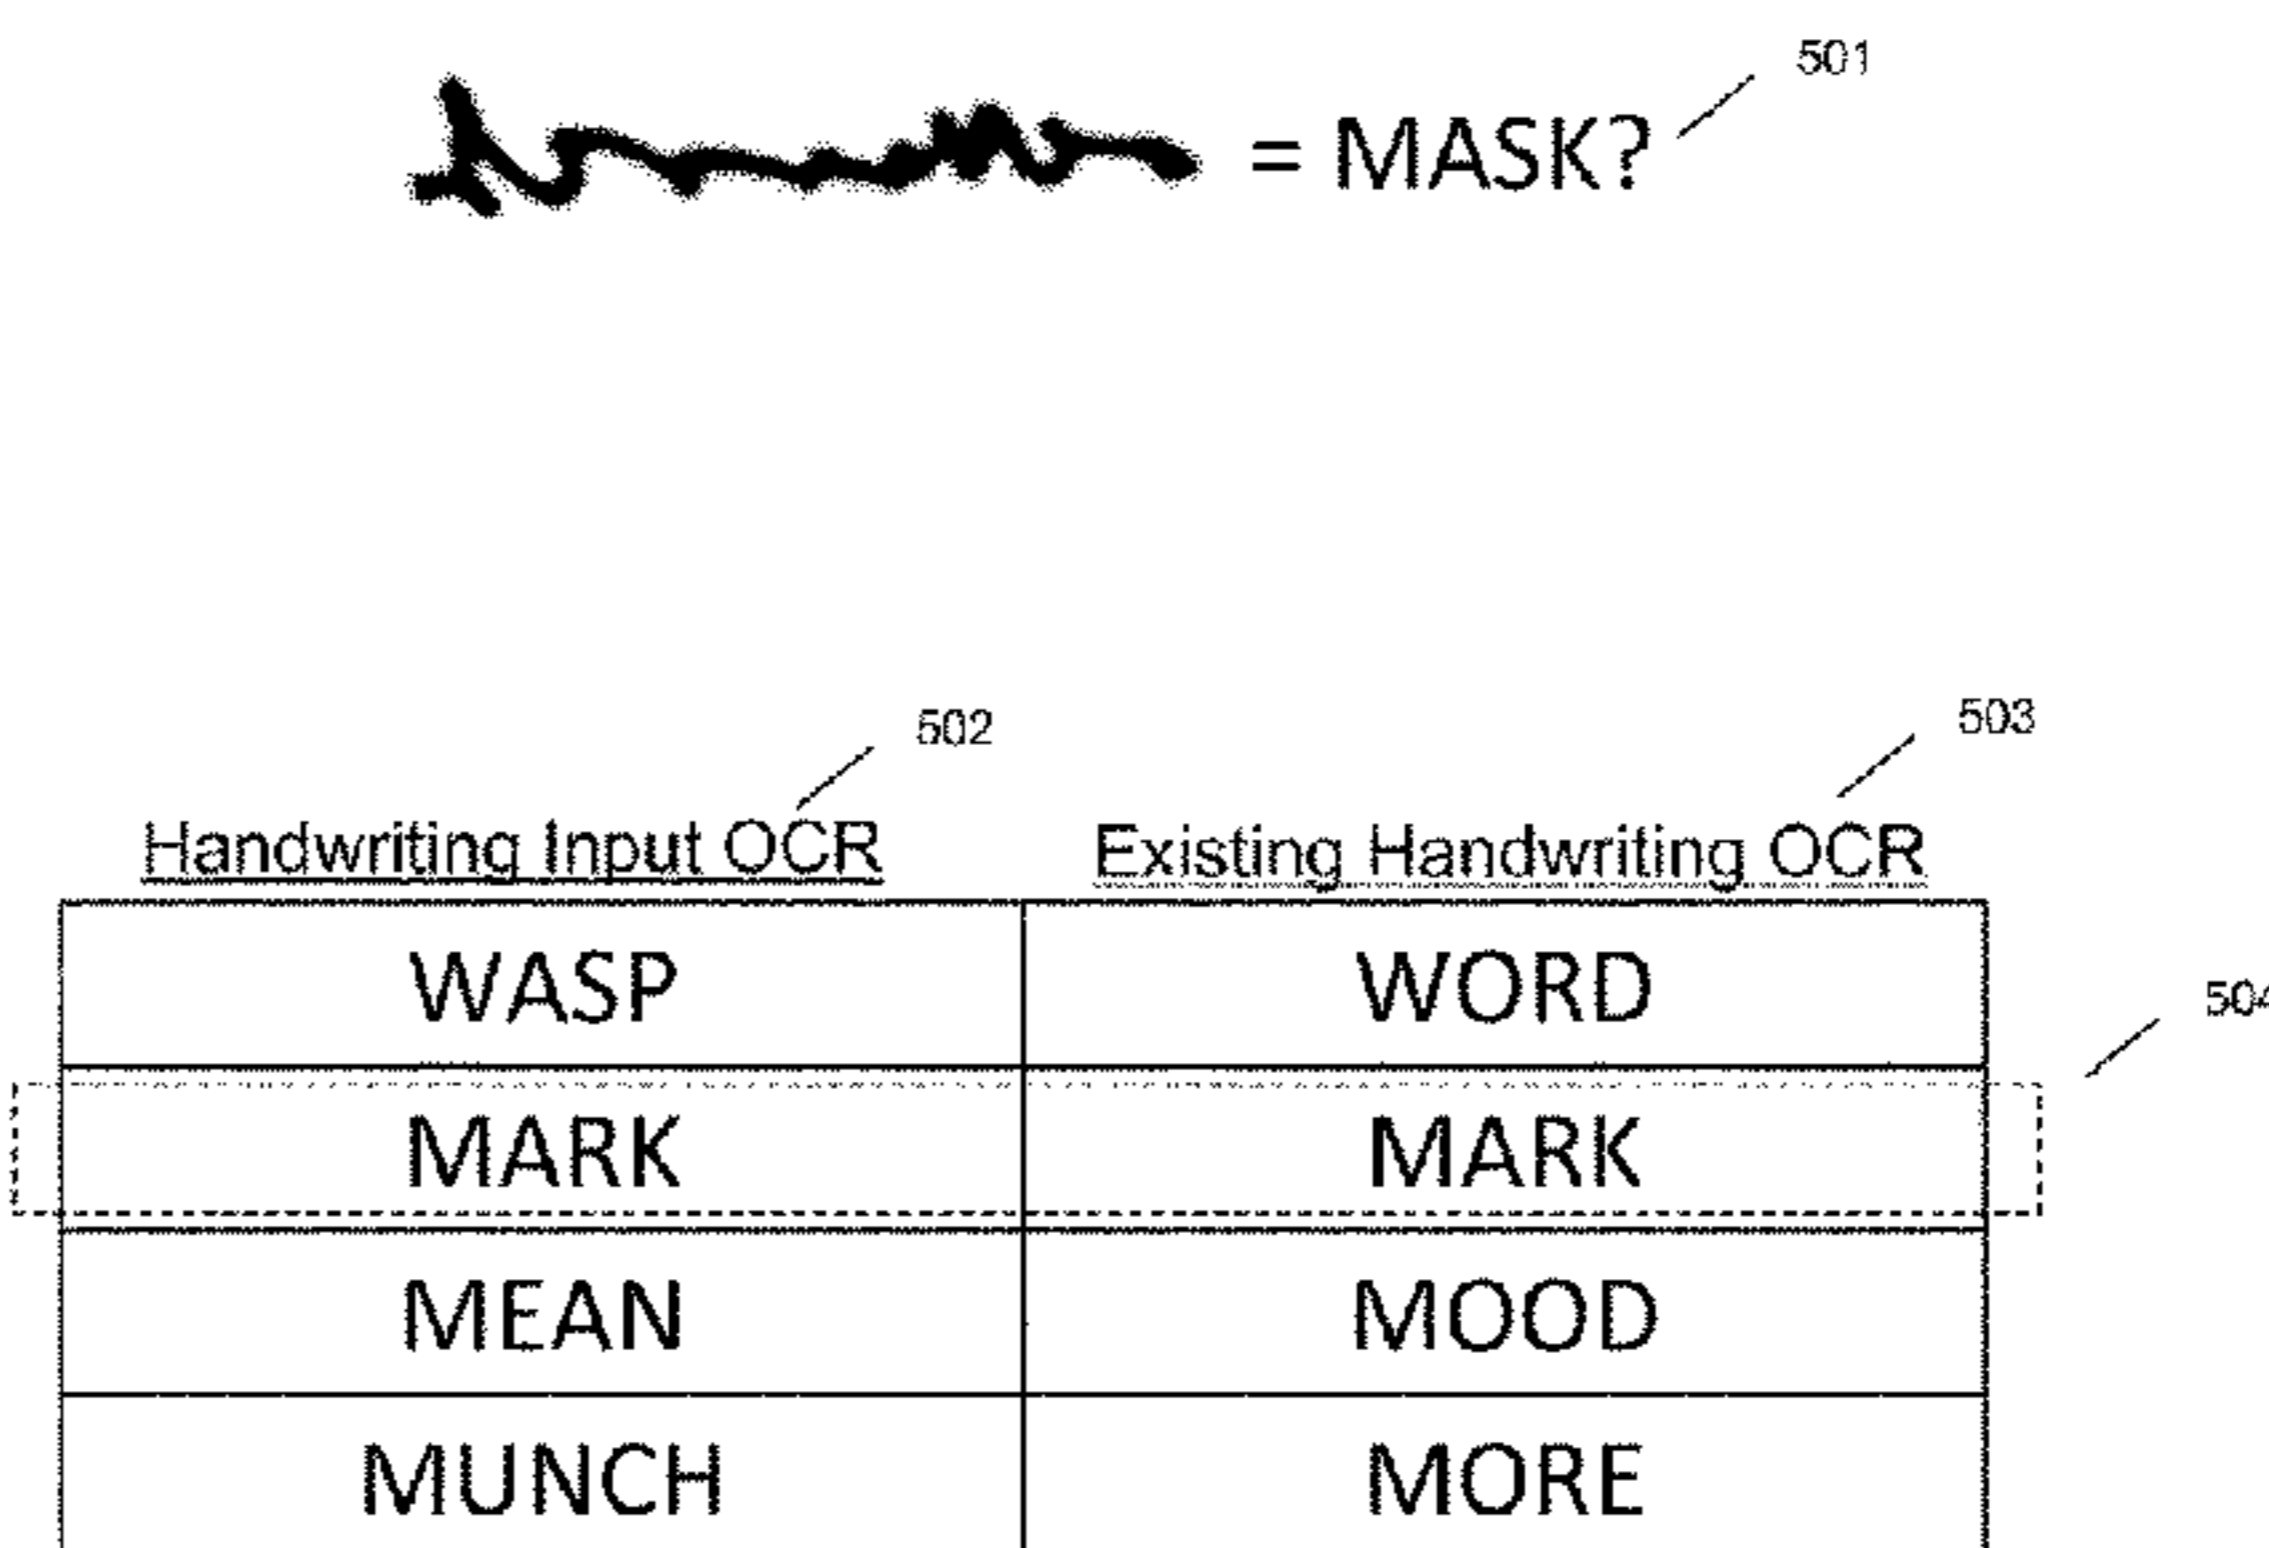 501
= MASK?
502
503
Handwriting Input OCR
Existing Handwriting OCR
WASP WORD
504
MARK MARK
MEAN MOOD
MUNCH MORE